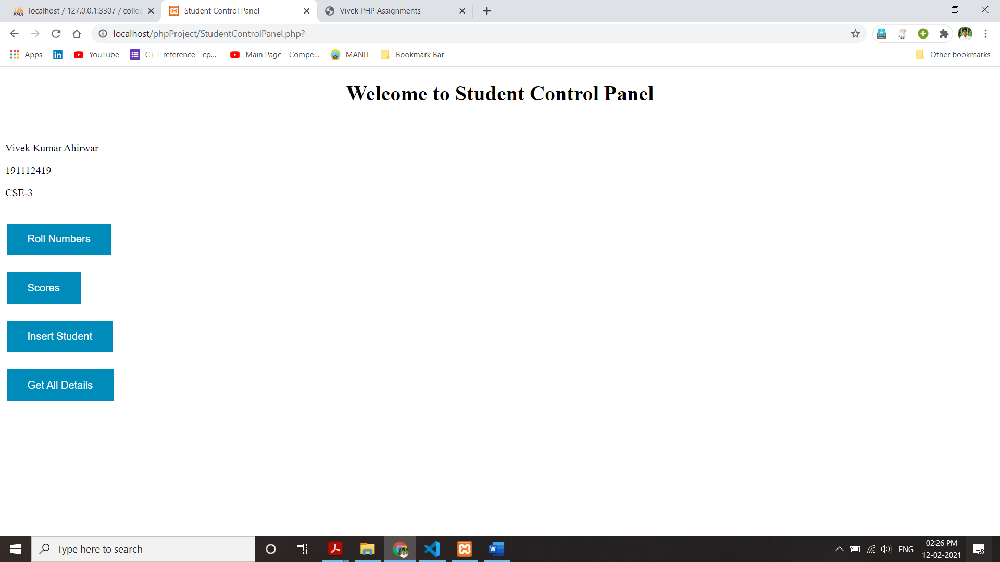 localhost / 127.0.0.1:3307 / colleg
Student Control Panel
Vivek PHP Assignments
localhost/phpProject/StudentControlPanel.php?
Apps
YouTube
C++ reference - cp...
Main Page - Compe...
MANIT
Bookmark Bar
Other bookmarks
Welcome to Student Control Panel
Vivek Kumar Ahirwar
191112419
CSE-3
Roll Numbers
Scores
Insert Student
Get All Details
Type here to search
ENG
02:26 PM
12-02-2021